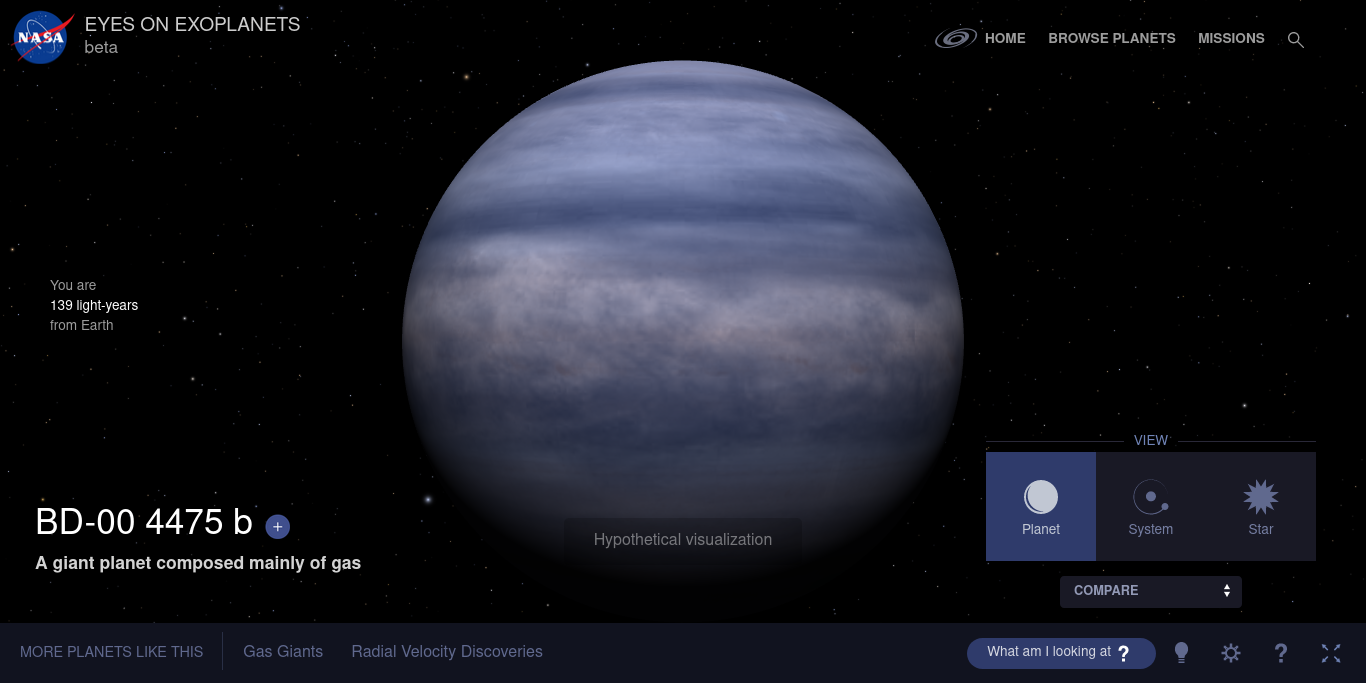 NASA
EYES ON EXOPLANETS
beta
HOME
BROWSE PLANETS
MISSIONS
You are
139 light-years
from Earth
BD-00 4475 b +
A giant planet composed mainly of gas
Hypothetical visualization
VIEW
Planet
System
Star
COMPARE
MORE PLANETS LIKE THIS
Gas Giants
Radial Velocity Discoveries
What am I looking at ?
?